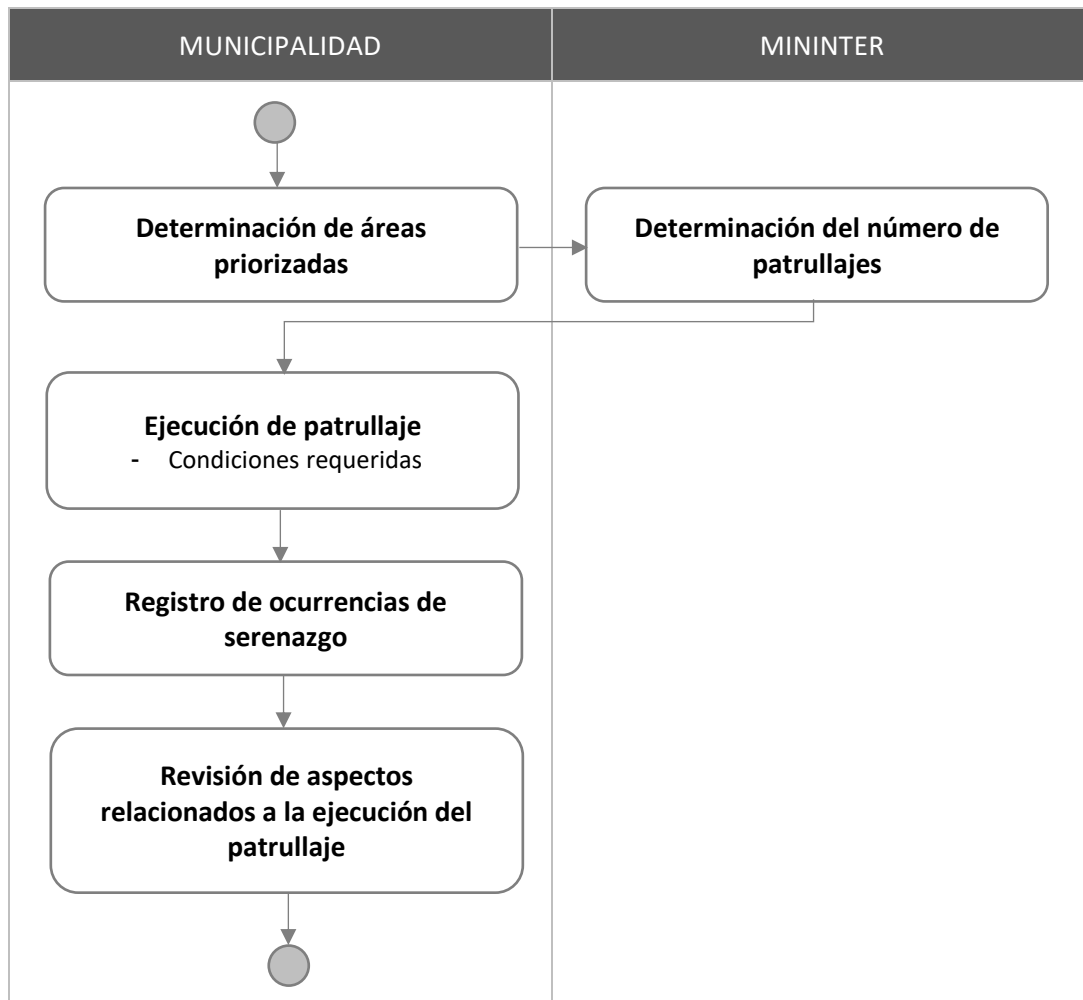 MUNICIPALIDAD
MININTER
Determinación de áreas
priorizadas
Determinación del número de
patrullajes
Ejecución de patrullaje
- Condiciones requeridas
Registro de ocurrencias de
serenazgo
Revisión de aspectos
relacionados a la ejecución del
patrullaje